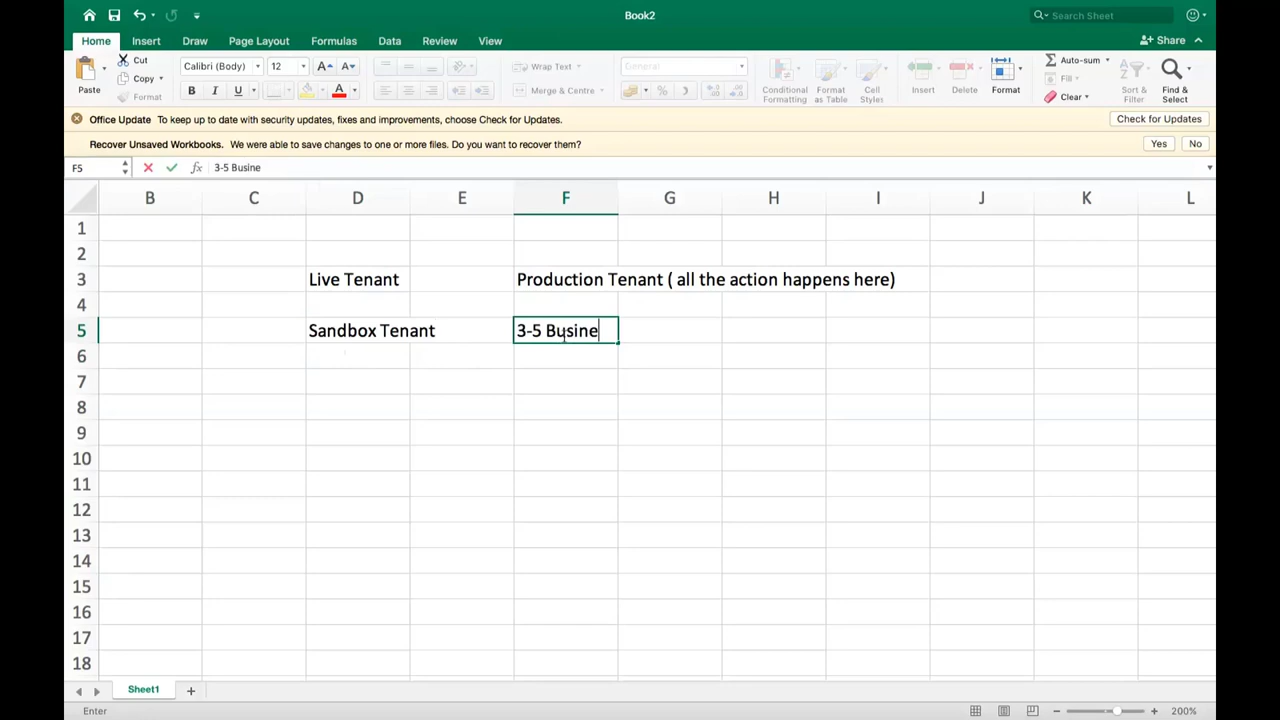 Book2
Search Sheet
Home Insert Draw Page Layout Formulas Data Review View
Share
Paste
Cut
Copy
Format
Calibri (Body) 12
B I U
Wrap Text
Merge & Centre
General
Conditional Formatting
Format as Table
Cell Styles
Insert
Delete
Format
Auto-sum
Fill
Clear
Sort & Filter
Find & Select
Office Update To keep up to date with security updates, fixes and improvements, choose Check for Updates. Check for Updates
Recover Unsaved Workbooks. We were able to save changes to one or more files. Do you want to recover them? Yes No
F5 fx 3-5 Busine
B C D E F G H I J K L
1
2
3 Live Tenant Production Tenant ( all the action happens here)
4
5 Sandbox Tenant 3-5 Busine
6
7
8
9
10
11
12
13
14
15
16
17
18
Sheet1
Enter 200%